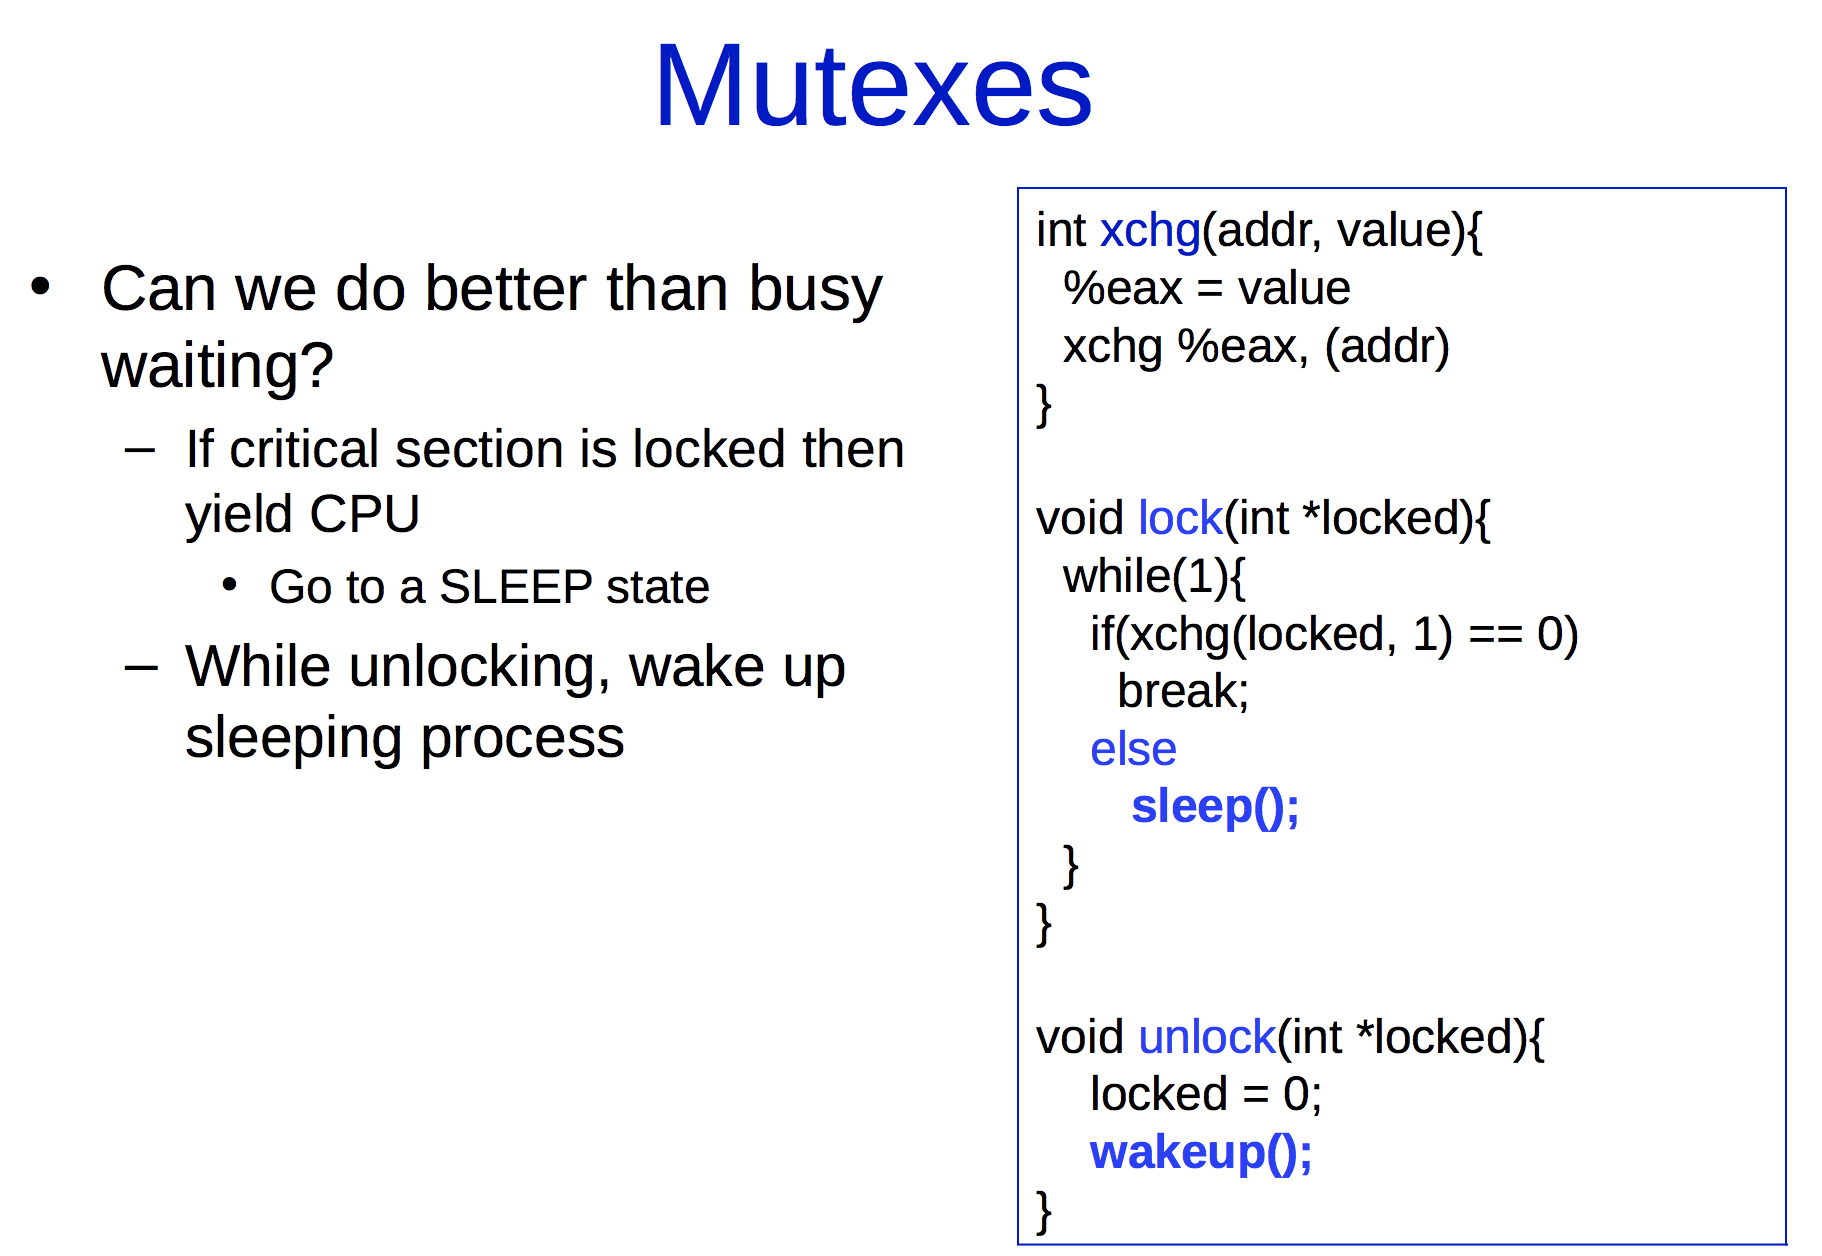 Mutexes
• Can we do better than busy
waiting?
– If critical section is locked then
yield CPU
• Go to a SLEEP state
– While unlocking, wake up
sleeping process
int xchg(addr, value){
%eax = value
xchg %eax, (addr)
}
void lock(int *locked){
while(1){
if(xchg(locked, 1) == 0)
break;
else
sleep();
}
}
void unlock(int *locked){
locked = 0;
wakeup();
}